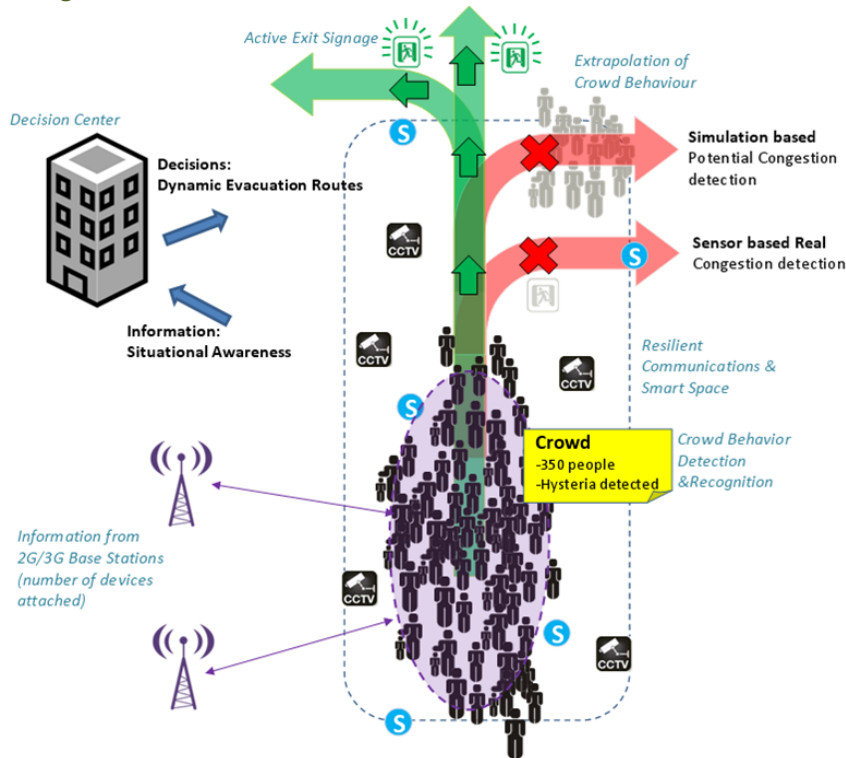 Active Exit Signage
Extrapolation of
Crowd Behaviour
Decision Center
Decisions:
Dynamic Evacuation Routes
Simulation based
Potential Congestion
detection
S
CCTV
Sensor based Real
Congestion detection
S
Information:
Situational Awareness
CCTV
CCTV
Resilient
Communications &
Smart Space
S
Crowd
-350 people
-Hysteria detected
Crowd Behavior
Detection
&Recognition
Information from
2G/3G Base Stations
(number of devices
attached)
CCTV
S
CCTV
S